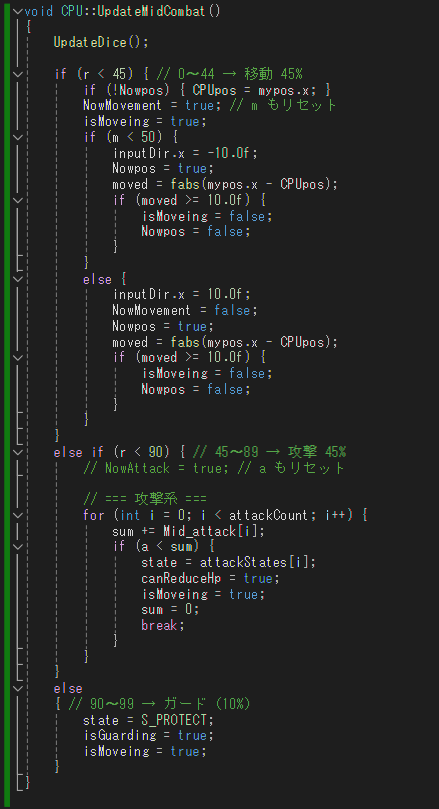 void CPU::UpdateMidCombat()
{
UpdateDice();
if (r < 45) { // 0～44 → 移動 45%
if (!Nowpos) { CPUpos = mypos.x; }
NowMovement = true; // m もリセット
isMoveing = true;
if (m < 50) {
inputDir.x = -10.0f;
Nowpos = true;
moved = fabs(mypos.x - CPUpos);
if (moved >= 10.0f) {
isMoveing = false;
Nowpos = false;
}
}
else {
inputDir.x = 10.0f;
NowMovement = false;
Nowpos = true;
moved = fabs(mypos.x - CPUpos);
if (moved >= 10.0f) {
isMoveing = false;
Nowpos = false;
}
}
}
else if (r < 90) { // 45～89 → 攻撃 45%
// NowAttack = true; // a もリセット
// === 攻撃系 ===
for (int i = 0; i < attackCount; i++) {
sum += Mid_attack[i];
if (a < sum) {
state = attackStates[i];
canReduceHp = true;
isMoveing = true;
sum = 0;
break;
}
}
}
else
{ // 90～99 → ガード (10%)
state = S_PROTECT;
isGuarding = true;
isMoveing = true;
}
}